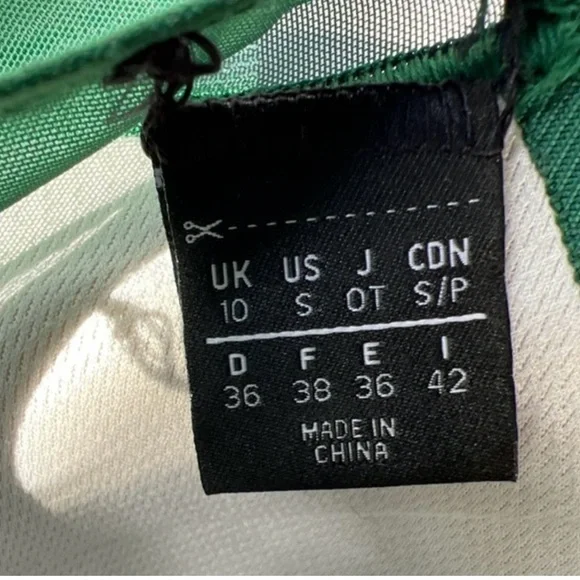 UK US J CDN
10 S OT S/P
D F E I
36 38 36 42
MADE IN
CHINA